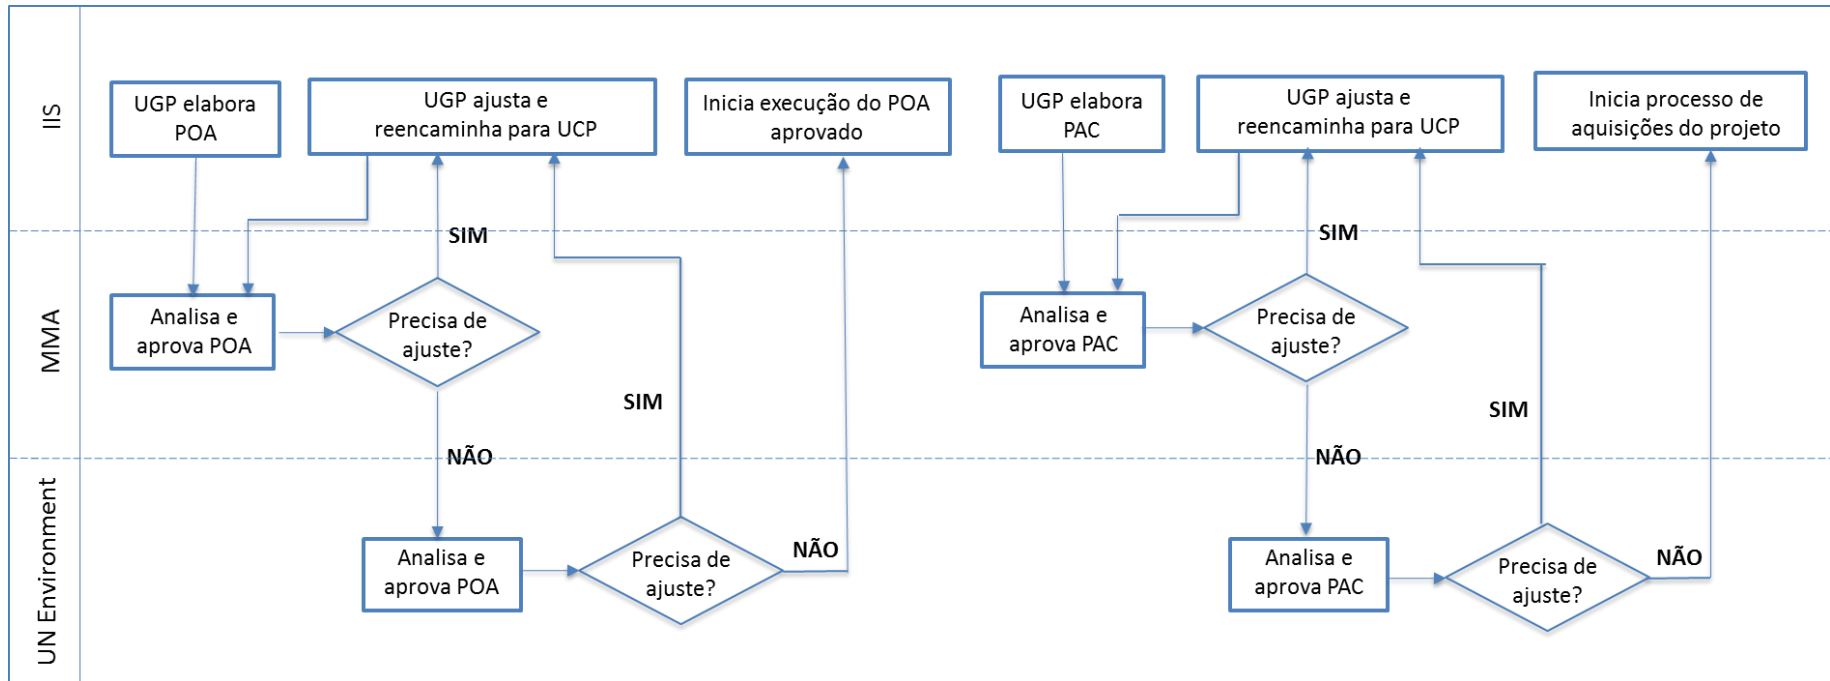 IIS
UGP elabora
POA
UGP ajusta e
reencaminha para UCP
Inicia execução do POA
aprovado
UGP elabora
PAC
UGP ajusta e
reencaminha para UCP
Inicia processo de
aquisições do projeto
SIM
SIM
MMA
Analisa e
aprova POA
Precisa de
ajuste?
SIM
Analisa e
aprova PAC
Precisa de
ajuste?
SIM
NÃO
NÃO
UN Environment
Analisa e
aprova POA
Precisa de
ajuste?
NÃO
Analisa e
aprova PAC
Precisa de
ajuste?
NÃO